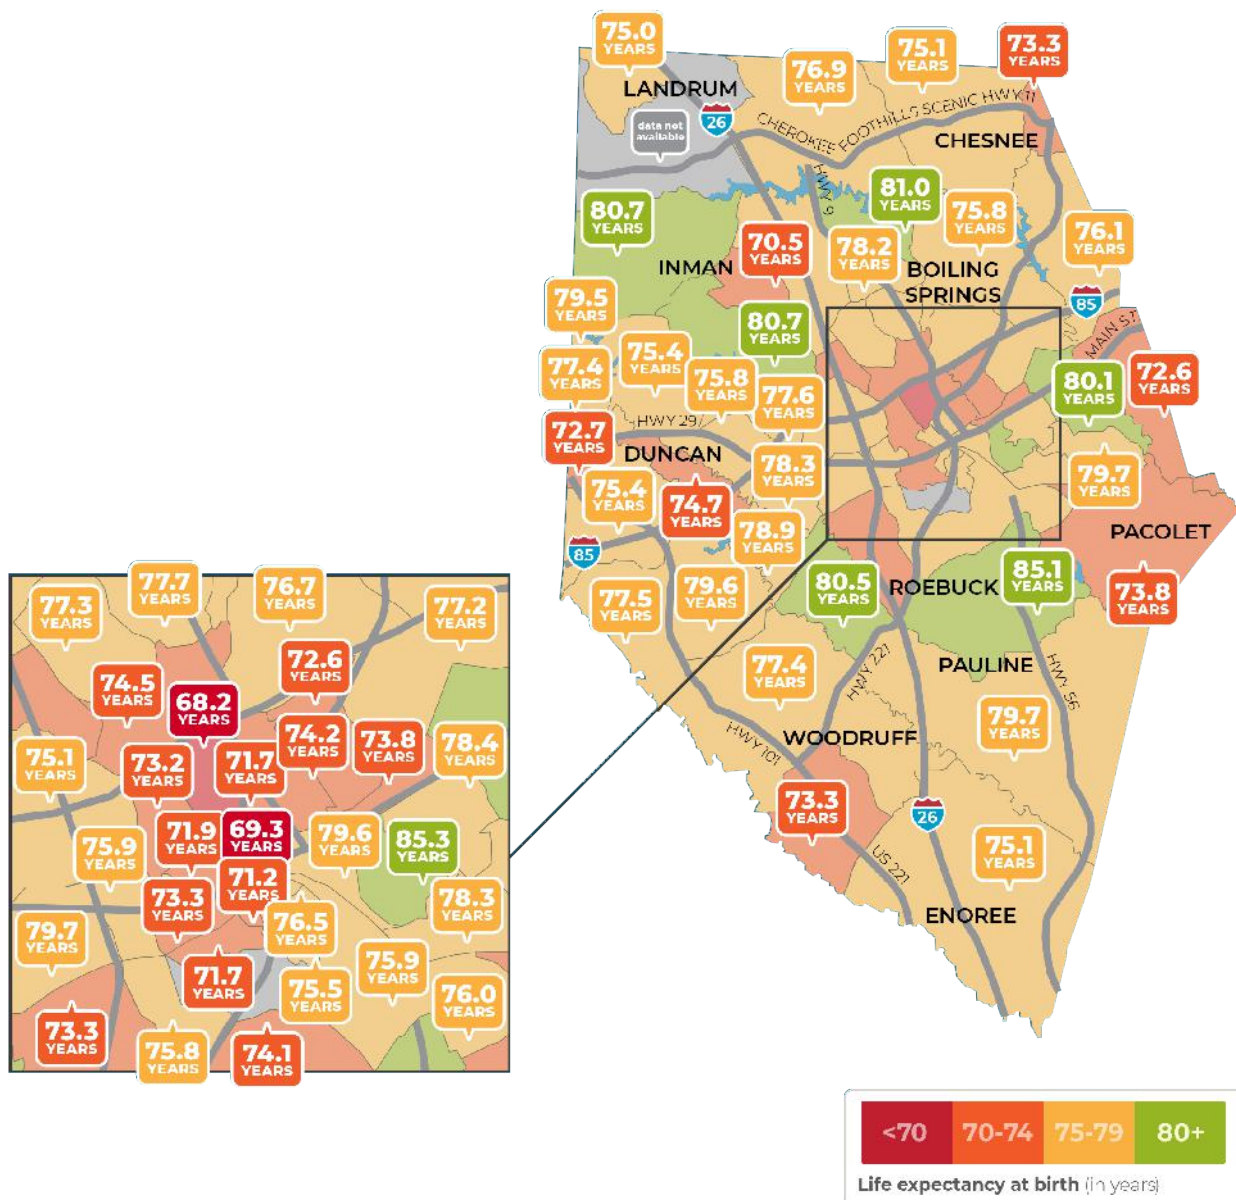 75.0
YEARS
76.9
YEARS
75.1
YEARS
73.3
YEARS
LANDRUM
data not
available
26
CHEROKEE FOOTHILLS SCENIC HWY 11
CHESNEE
80.7
YEARS
HWY 9
81.0
YEARS
75.8
YEARS
76.1
YEARS
INMAN
70.5
YEARS
78.2
YEARS
BOILING
SPRINGS
85
79.5
YEARS
80.7
YEARS
MAIN ST
77.4
YEARS
75.4
YEARS
75.8
YEARS
77.6
YEARS
80.1
YEARS
72.6
YEARS
72.7
YEARS
HWY 29
DUNCAN
78.3
YEARS
79.7
YEARS
75.4
YEARS
74.7
YEARS
78.9
YEARS
PACOLET
85
77.5
YEARS
79.6
YEARS
80.5
YEARS
ROEBUCK
85.1
YEARS
73.8
YEARS
77.4
YEARS
HWY 221
PAULINE
HWY 56
79.7
YEARS
HWY 101
WOODRUFF
73.3
YEARS
26
US 221
75.1
YEARS
ENOREE
77.3
YEARS
77.7
YEARS
76.7
YEARS
77.2
YEARS
74.5
YEARS
68.2
YEARS
72.6
YEARS
75.1
YEARS
73.2
YEARS
71.7
YEARS
74.2
YEARS
73.8
YEARS
78.4
YEARS
75.9
YEARS
71.9
YEARS
69.3
YEARS
79.6
YEARS
85.3
YEARS
73.3
YEARS
71.2
YEARS
76.5
YEARS
78.3
YEARS
79.7
YEARS
71.7
YEARS
75.5
YEARS
75.9
YEARS
76.0
YEARS
73.3
YEARS
75.8
YEARS
74.1
YEARS
<70 70-74 75-79 80+
Life expectancy at birth (in years)